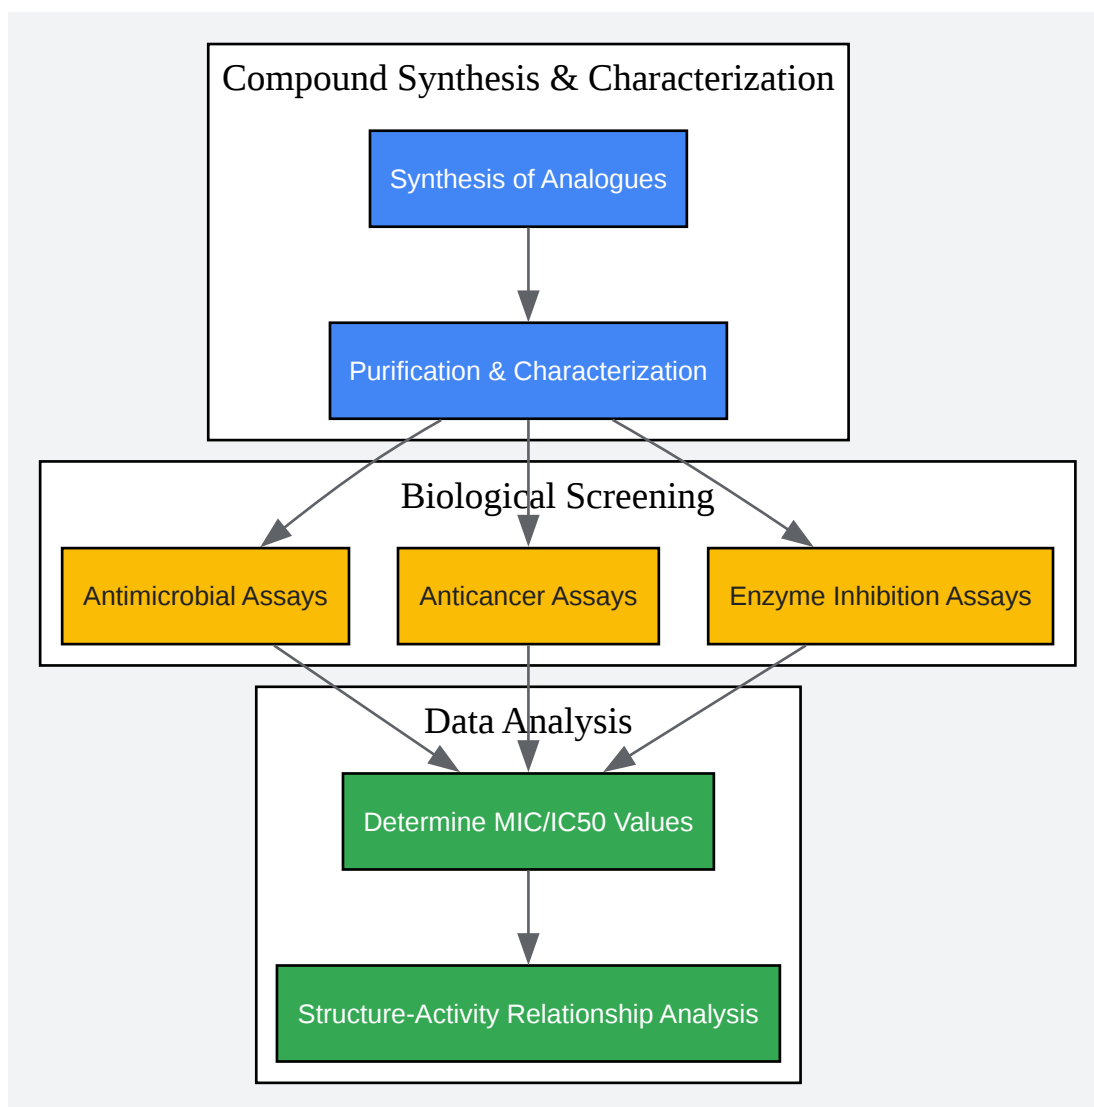 Compound Synthesis & Characterization
Synthesis of Analogues
Purification & Characterization
Biological Screening
Antimicrobial Assays
Anticancer Assays
Enzyme Inhibition Assays
Data Analysis
Determine MIC/IC50 Values
Structure-Activity Relationship Analysis